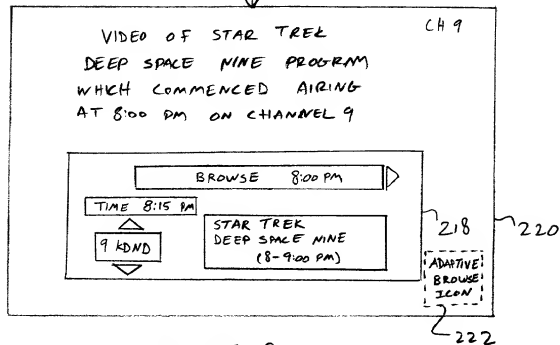 VIDEO OF STAR TREK
CH 9
DEEP SPACE NINE PROGRAM
WHICH COMMENCED AIRING
AT 8:00 PM ON CHANNEL 9
BROWSE 8:00 PM
TIME 8:15 PM
9 KDND
STAR TREK
DEEP SPACE NINE
(8-9:00 PM)
218
220
ADAPTIVE
BROWSE
ICON
222